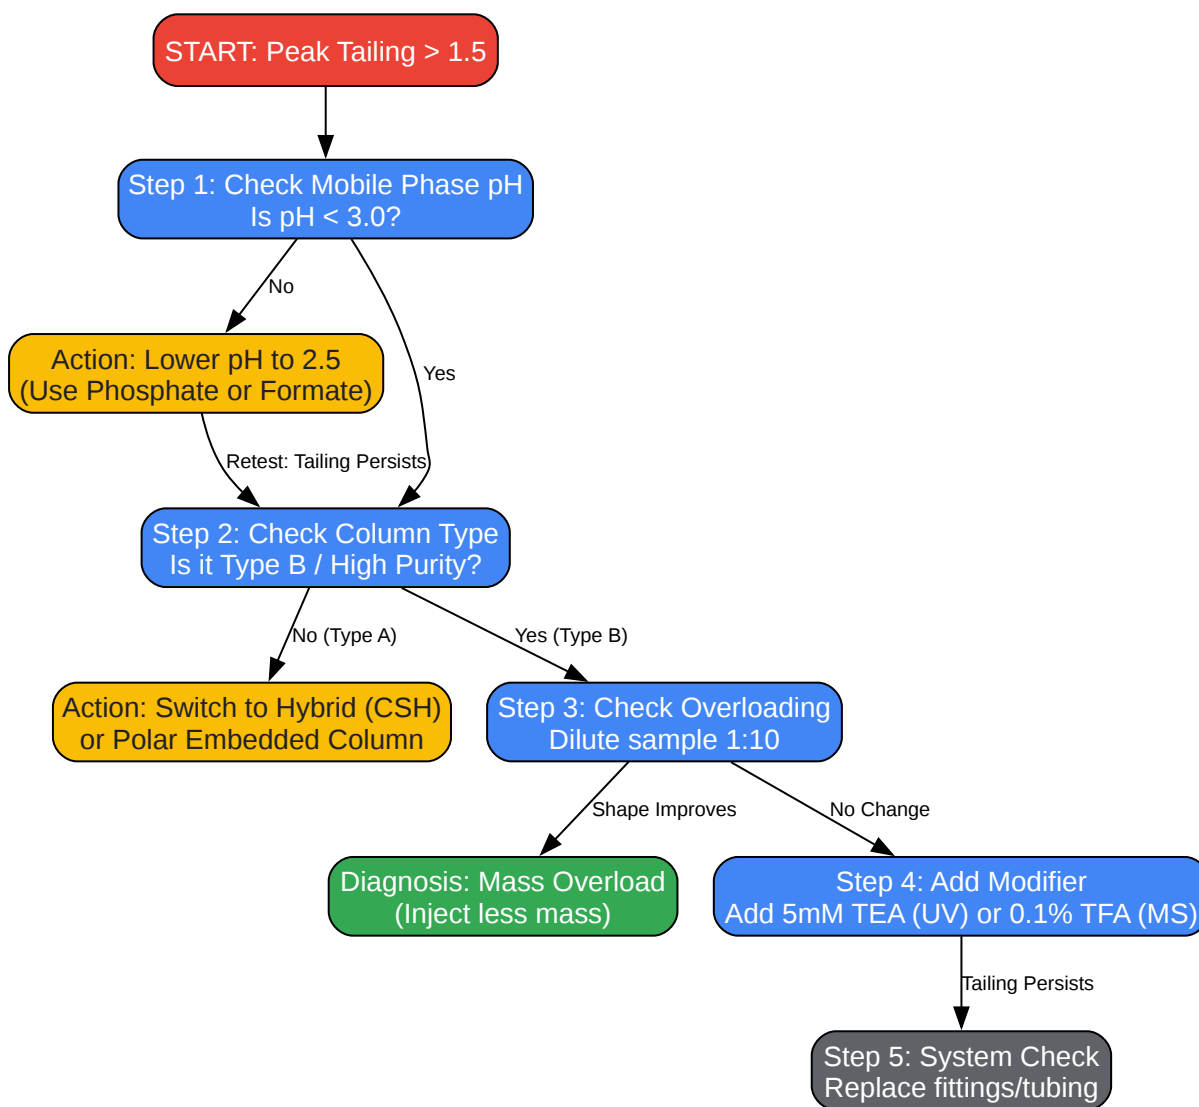 START: Peak Tailing > 1.5
Step 1: Check Mobile Phase pH
Is pH < 3.0?
No
Action: Lower pH to 2.5
(Use Phosphate or Formate)
Yes
Retest: Tailing Persists
Step 2: Check Column Type
Is it Type B / High Purity?
No (Type A)
Yes (Type B)
Action: Switch to Hybrid (CSH)
or Polar Embedded Column
Step 3: Check Overloading
Dilute sample 1:10
Shape Improves
No Change
Diagnosis: Mass Overload
(Inject less mass)
Step 4: Add Modifier
Add 5mM TEA (UV) or 0.1% TFA (MS)
Tailing Persists
Step 5: System Check
Replace fittings/tubing